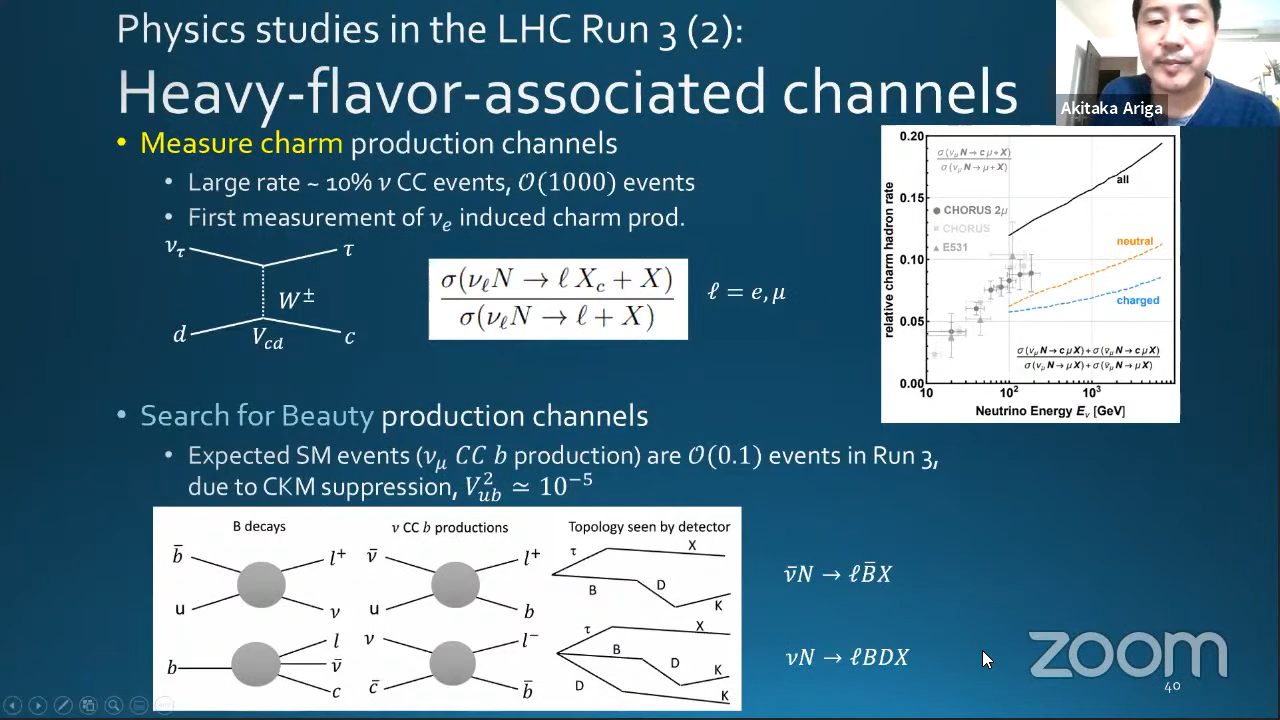 Physics studies in the LHC Run 3 (2):
Heavy-flavor-associated channels
Akitaka Ariga
• Measure charm production channels
• Large rate ~ 10% ν CC events, 𝒪(1000) events
• First measurement of νe induced charm prod.
ντ τ
W±
d Vcd c
σ(νℓN → ℓ Xc + X)
σ(νℓN → ℓ + X)
ℓ = e, μ
relative charm hadron rate
0.20
0.15
0.10
0.05
0.00
σ(νμ N → c μ + X)
σ(νμ N → μ + X)
all
CHORUS 2μ
CHORUS
E531
neutral
charged
σ(νμ N → c μ X) + σ(ν̄μ N → c μ X)
σ(νμ N → μ X) + σ(ν̄μ N → μ X)
10 10² 10³
Neutrino Energy Eν [GeV]
• Search for Beauty production channels
• Expected SM events (νμ CC b production) are 𝒪(0.1) events in Run 3,
due to CKM suppression, V²ub ≃ 10⁻⁵
B decays
b̄ l⁺
u ν
b l
ν̄
c
ν CC b productions
ν̄ l⁺
u b
ν l⁻
c̄ b̄
Topology seen by detector
τ X
B D
K
τ X
B
D K
D K
ν̄N → ℓB̄X
νN → ℓBDX
zoom
40